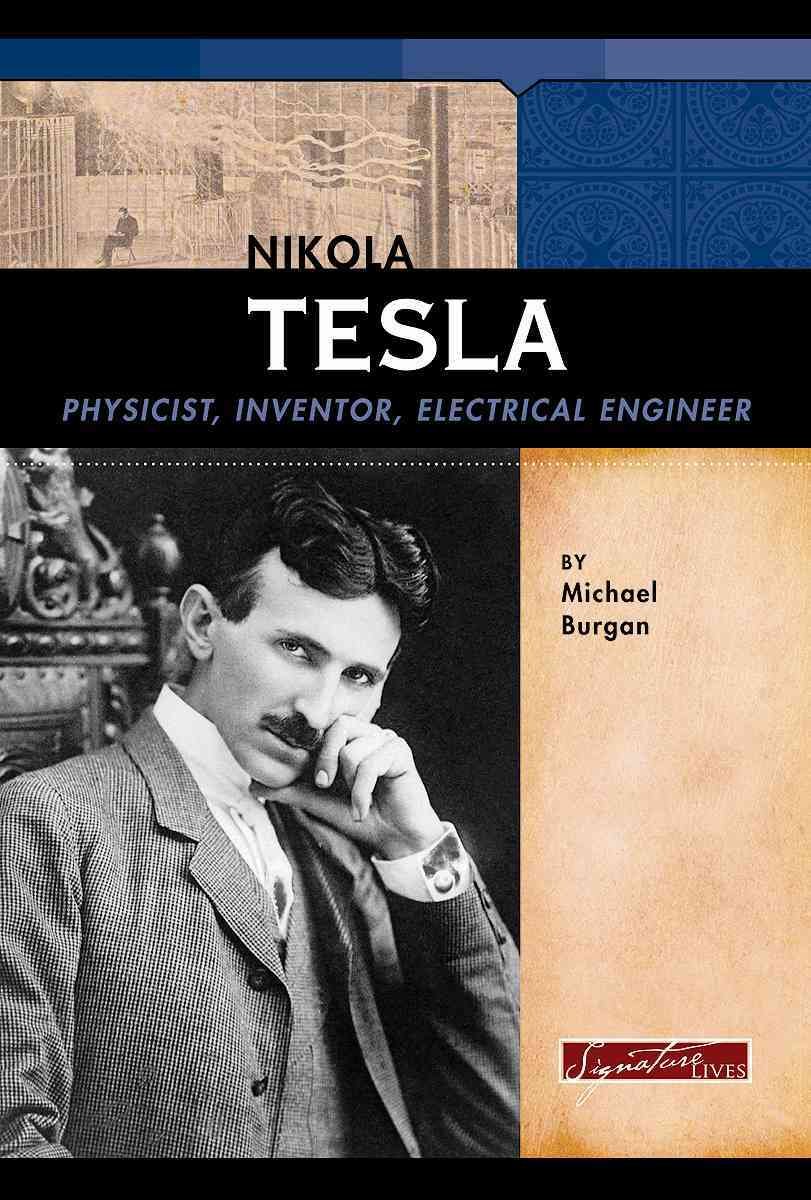 NIKOLA
TESLA
PHYSICIST, INVENTOR, ELECTRICAL ENGINEER
BY
Michael
Burgan
Signature LIVES